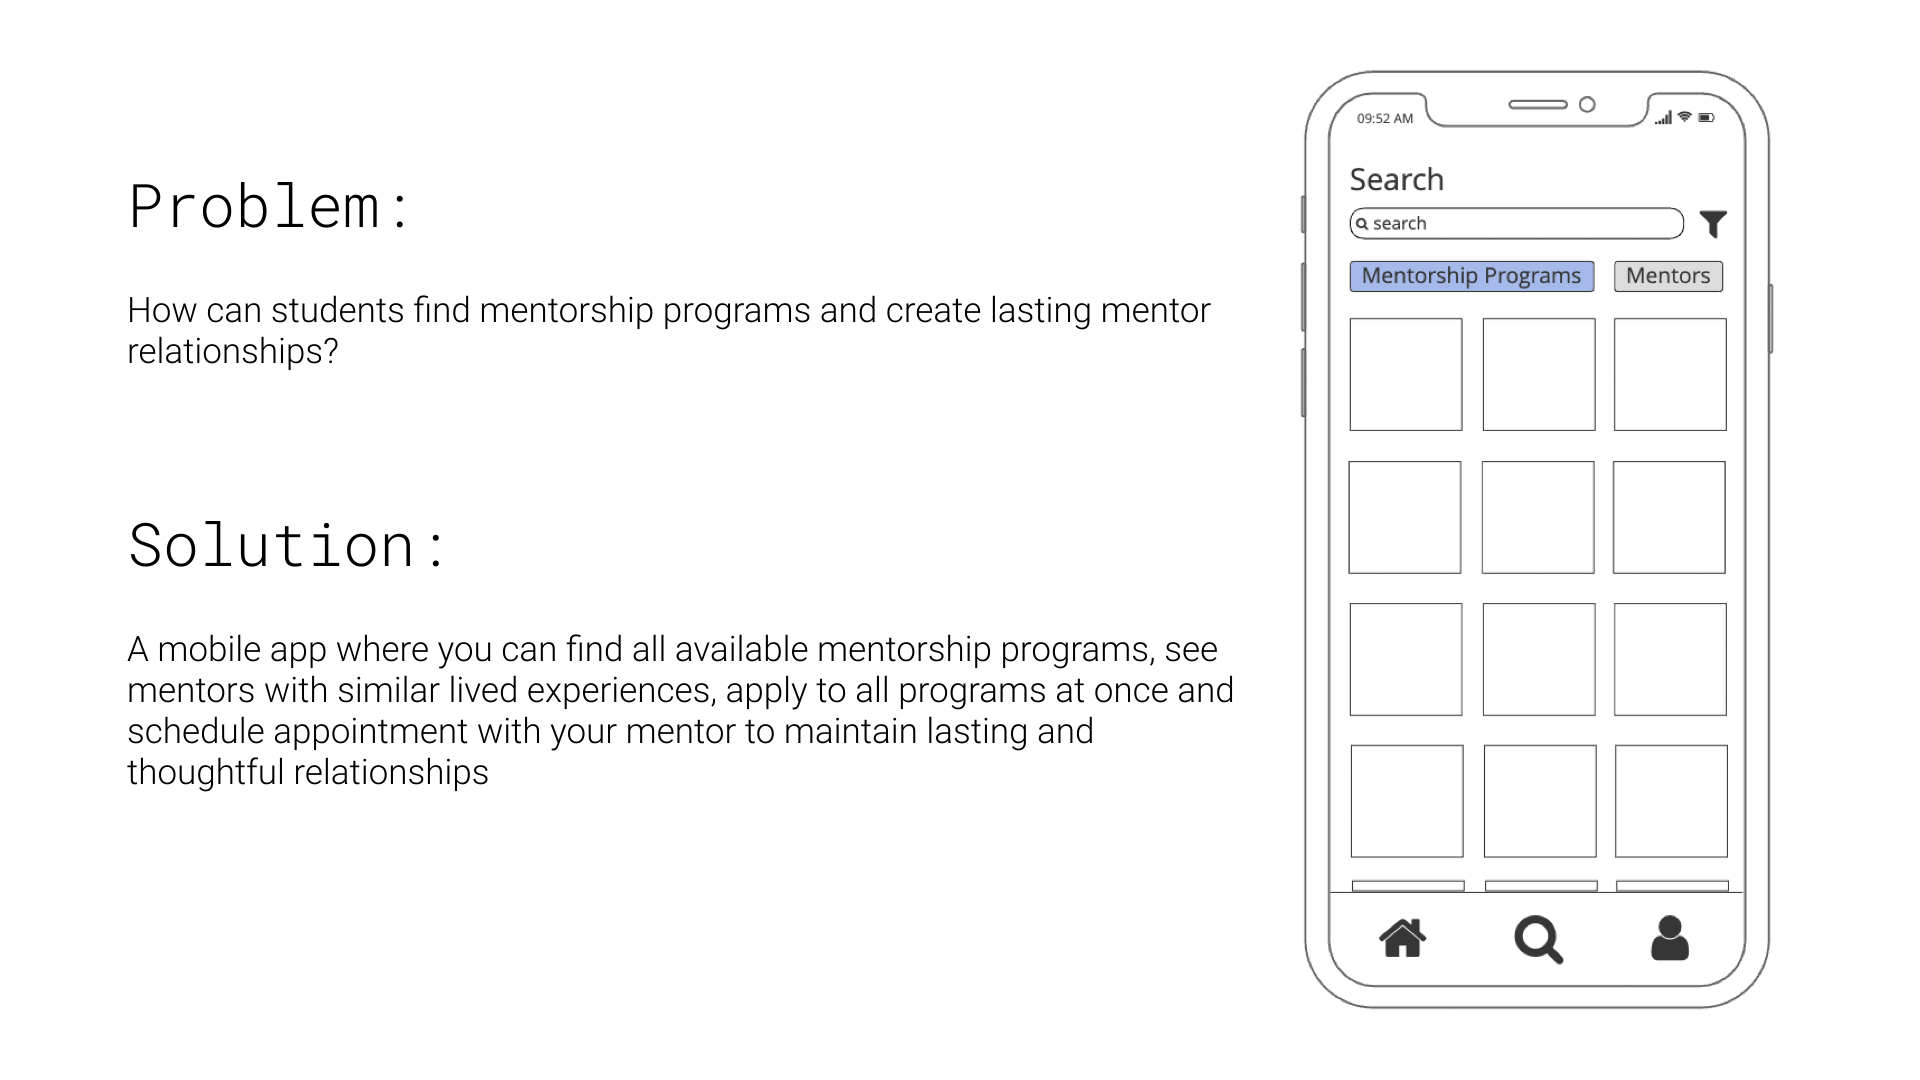 Problem:
How can students find mentorship programs and create lasting mentor
relationships?
Solution:
A mobile app where you can find all available mentorship programs, see
mentors with similar lived experiences, apply to all programs at once and
schedule appointment with your mentor to maintain lasting and
thoughtful relationships
09:52 AM
Search
search
Mentorship Programs
Mentors